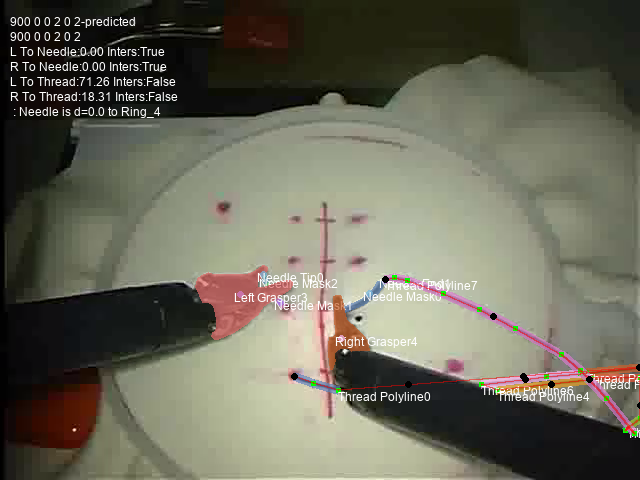 900 0 0 2 0 2-predicted
900 0 0 2 0 2
L To Needle:0.00 Inters:True
R To Needle:0.00 Inters:True
L To Thread:71.26 Inters:False
R To Thread:18.31 Inters:False
: Needle is d=0.0 to Ring_4
Needle Tip0
Needle Mask2
Thread Polyline7
Left Grasper3
Needle Mask
Right Grasper4
Thread Polyline6
Thread Polyline0
Thread Polyline4